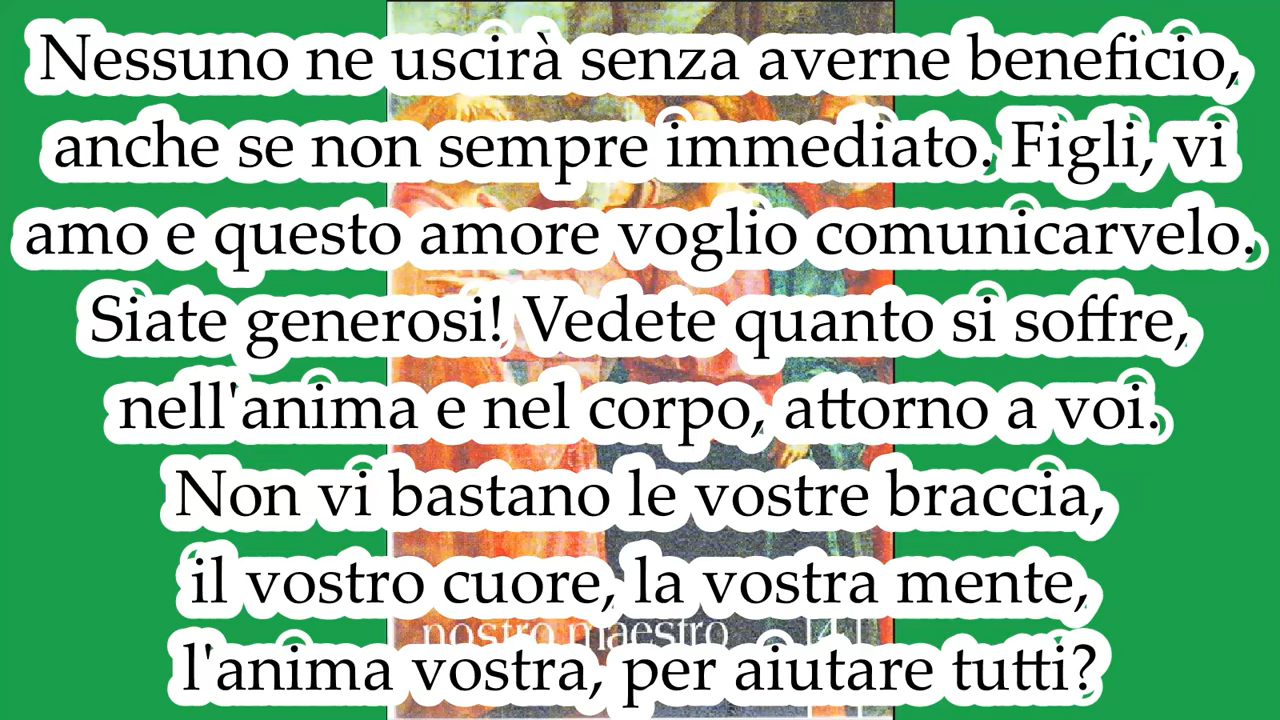 Nessuno ne uscirà senza averne beneficio,
anche se non sempre immediato. Figli, vi
amo e questo amore voglio comunicarvelo.
Siate generosi! Vedete quanto si soffre,
nell'anima e nel corpo, attorno a voi.
Non vi bastano le vostre braccia,
il vostro cuore, la vostra mente,
nostro maestro
l'anima vostra, per aiutare tutti?